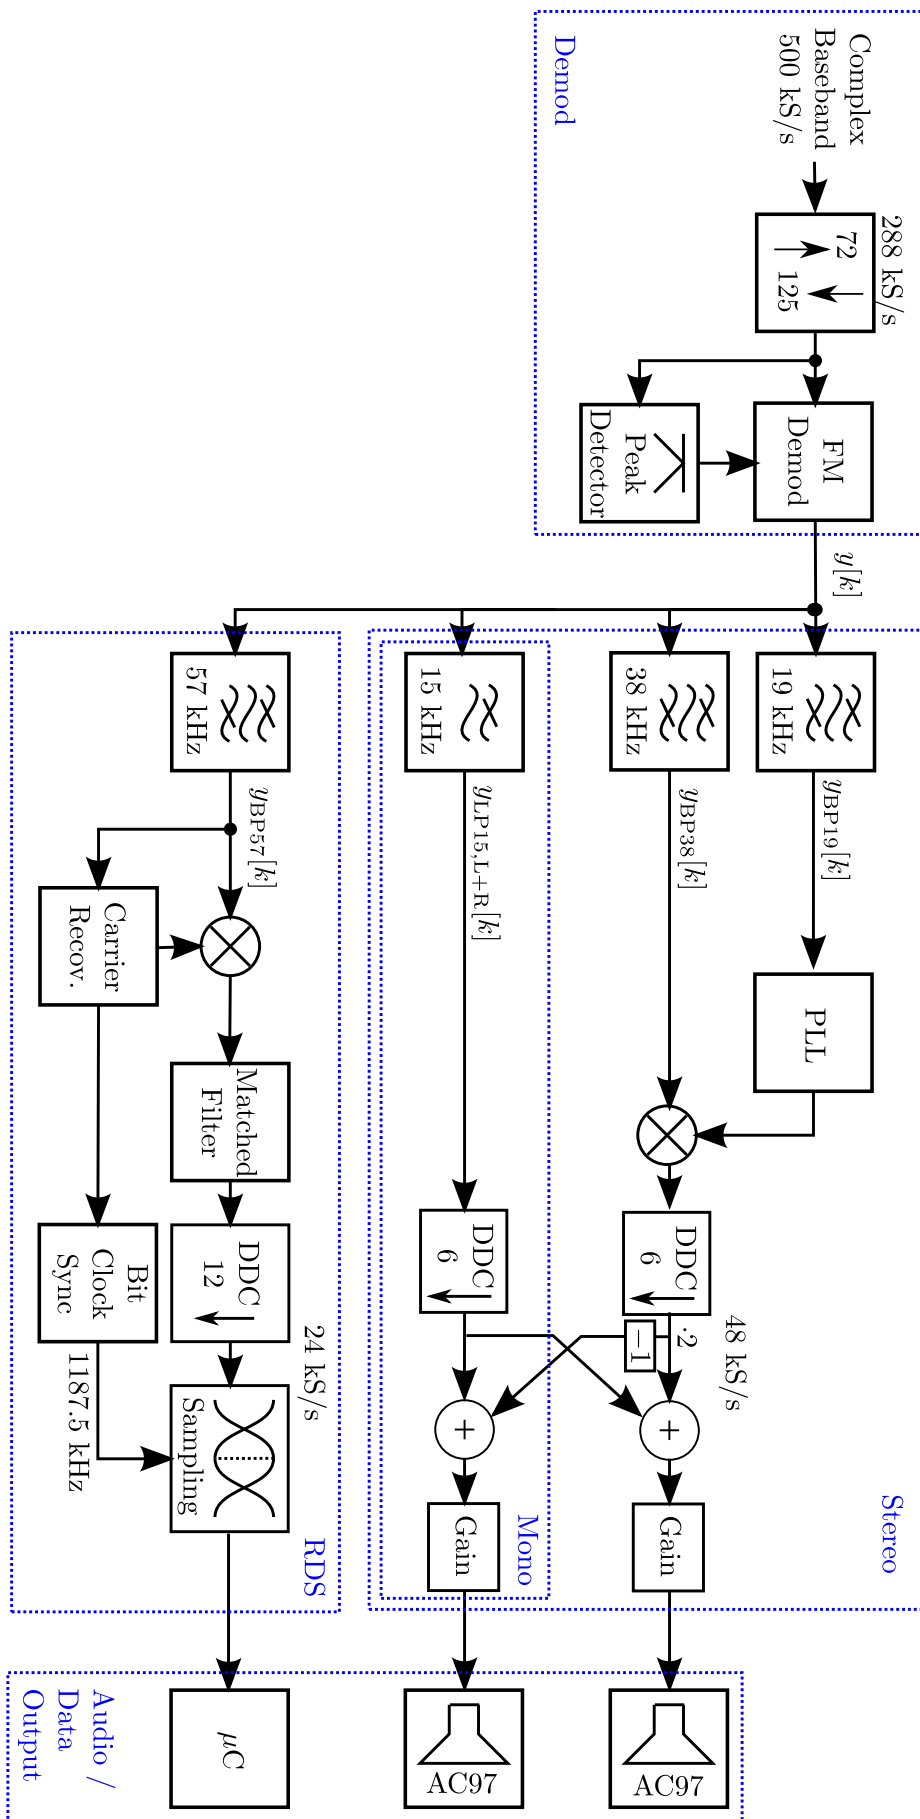 Complex
Baseband
500 kS/s
288 kS/s
72
125
FM
Demod
Peak
Detector
Demod
y[k]
19 kHz
y_BP19[k]
PLL
38 kHz
y_BP38[k]
DDC
6
48 kS/s
·2
−1
+
Gain
Stereo
15 kHz
y_LP15,L+R[k]
DDC
6
+
Gain
Mono
57 kHz
y_BP57[k]
Carrier
Recov.
Matched
Filter
DDC
12
24 kS/s
Bit
Clock
Sync
1187.5 kHz
Sampling
RDS
AC97
AC97
μC
Audio /
Data
Output